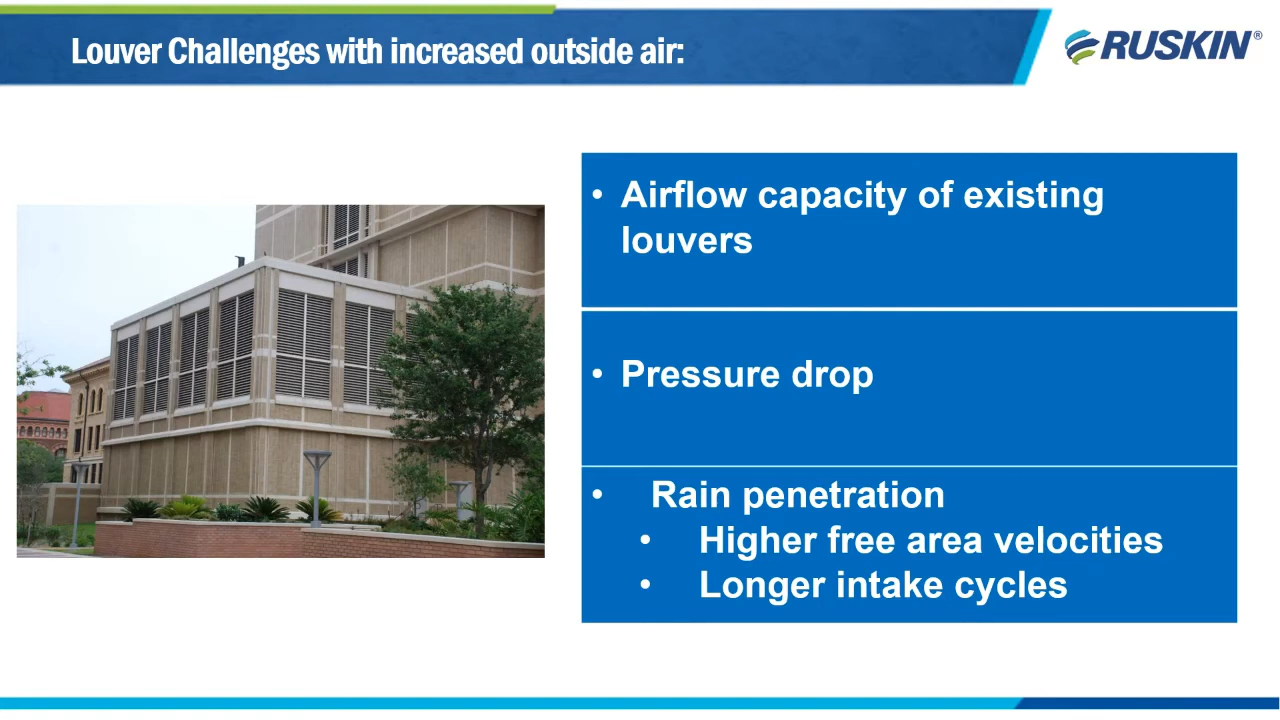 Louver Challenges with increased outside air:
RUSKIN®
• Airflow capacity of existing
louvers
• Pressure drop
• Rain penetration
• Higher free area velocities
• Longer intake cycles